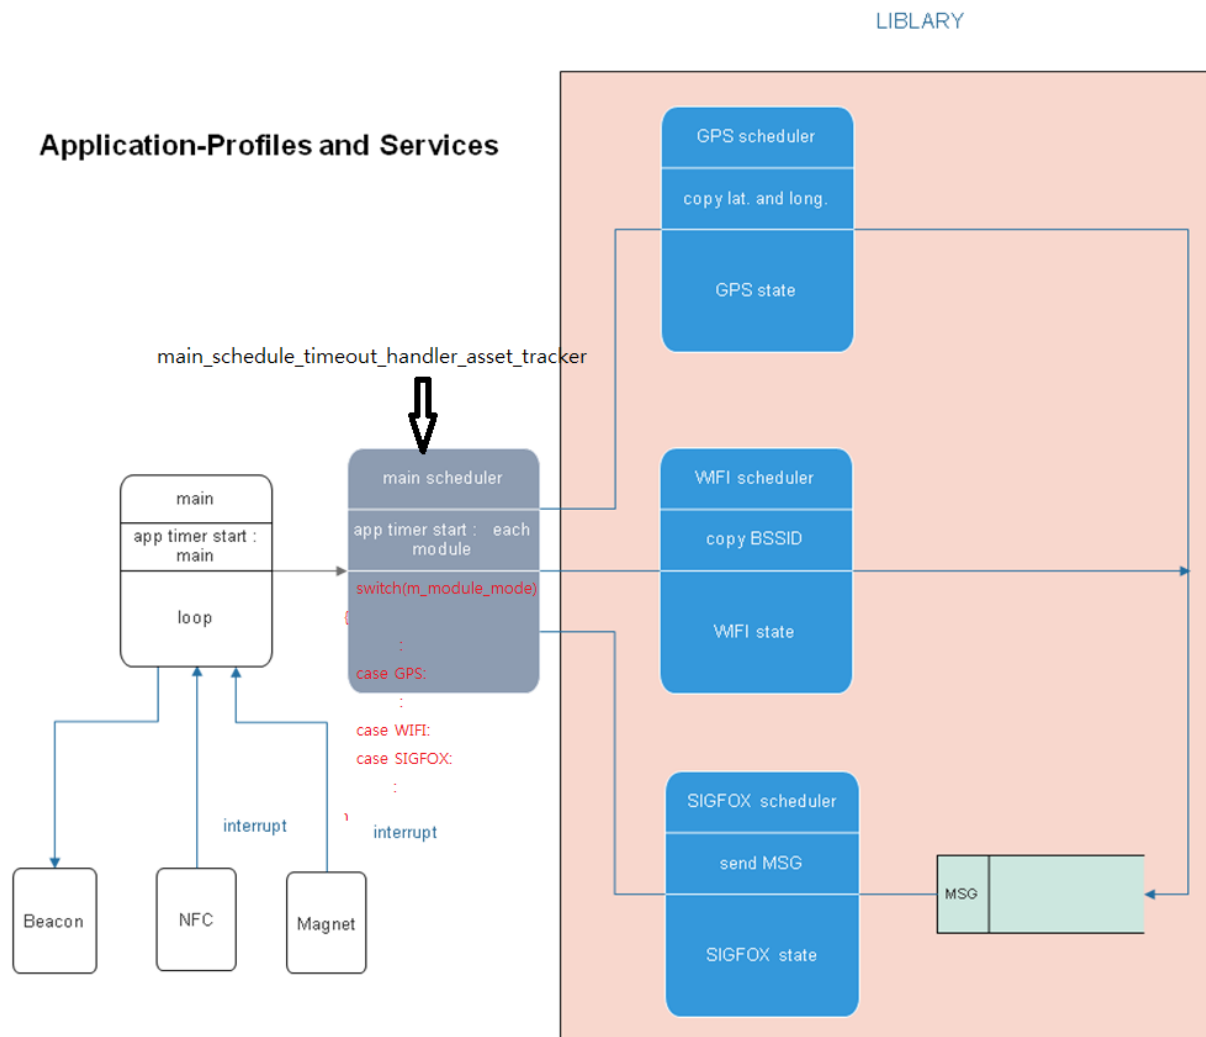 LIBLARY
Application-Profiles and Services
GPS scheduler
copy lat. and long.
GPS state
main_schedule_timeout_handler_asset_tracker
main
app timer start :
main
loop
main scheduler
app timer start : each
module
switch(m_module_mode)
{
:
case GPS:
:
case WIFI:
case SIGFOX:
:
WIFI scheduler
copy BSSID
WIFI state
interrupt
interrupt
SIGFOX scheduler
send MSG
SIGFOX state
MSG
Beacon
NFC
Magnet